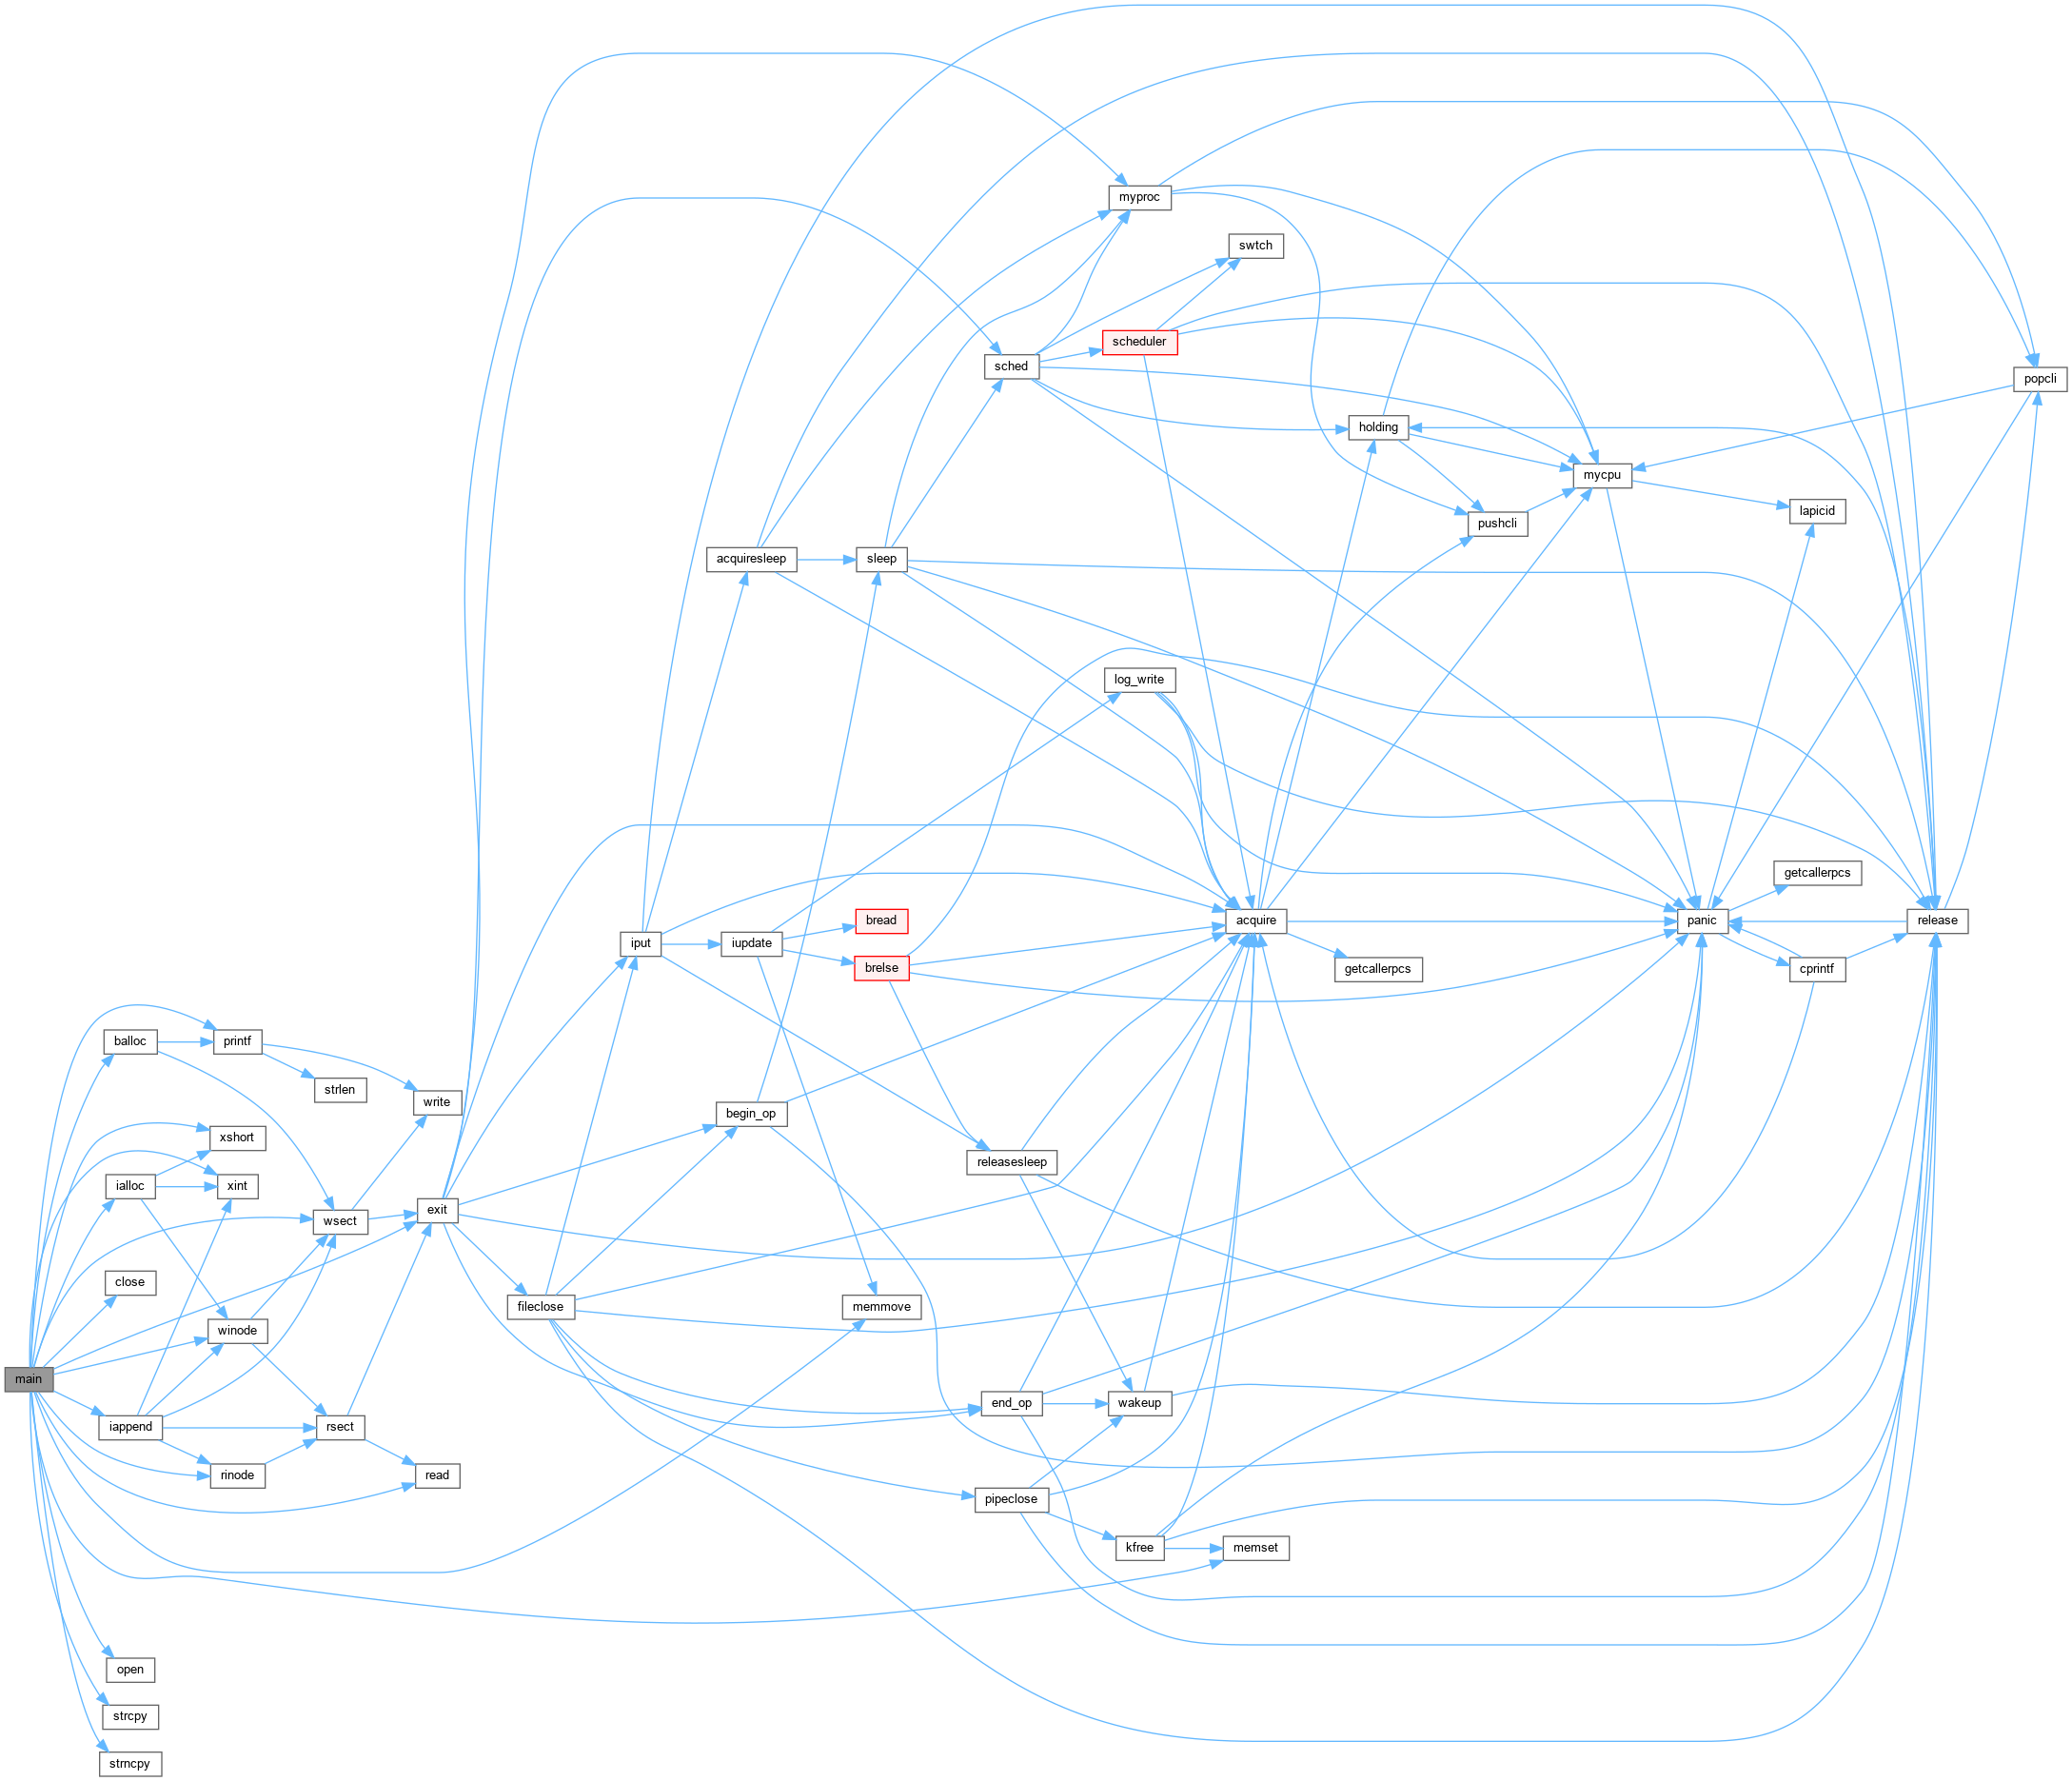 myproc
swtch
scheduler
sched
popcli
holding
mycpu
lapicid
pushcli
acquiresleep
sleep
log_write
getcallerpcs
bread
acquire
panic
release
iput
iupdate
brelse
getcallerpcs
cprintf
balloc
printf
strlen
write
begin_op
xshort
releasesleep
ialloc
xint
exit
wsect
close
fileclose
memmove
winode
main
end_op
wakeup
iappend
rsect
rinode
read
pipeclose
kfree
memset
open
strcpy
strncpy